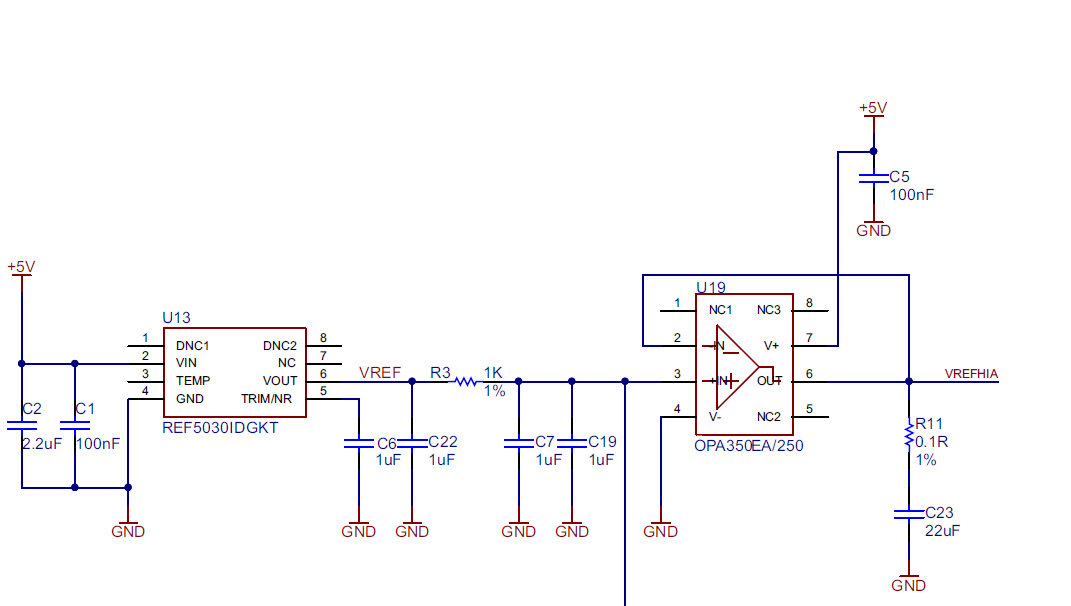 +5V
C5
100nF
GND
+5V
U13
1 DNC1 DNC2 8
2 VIN NC 7
3 TEMP VOUT 6
4 GND TRIM/NR 5
REF5030IDGKT
C2
2.2uF
C1
100nF
GND
VREF
R3 1K
1%
C6
1uF
C22
1uF
C7
1uF
C19
1uF
GND
GND
GND
GND
U19
1 NC1 NC3 8
2 -IN V+ 7
3 +IN OUT 6
4 V- NC2 5
OPA350EA/250
GND
VREFHIA
R11
0.1R
1%
C23
22uF
GND